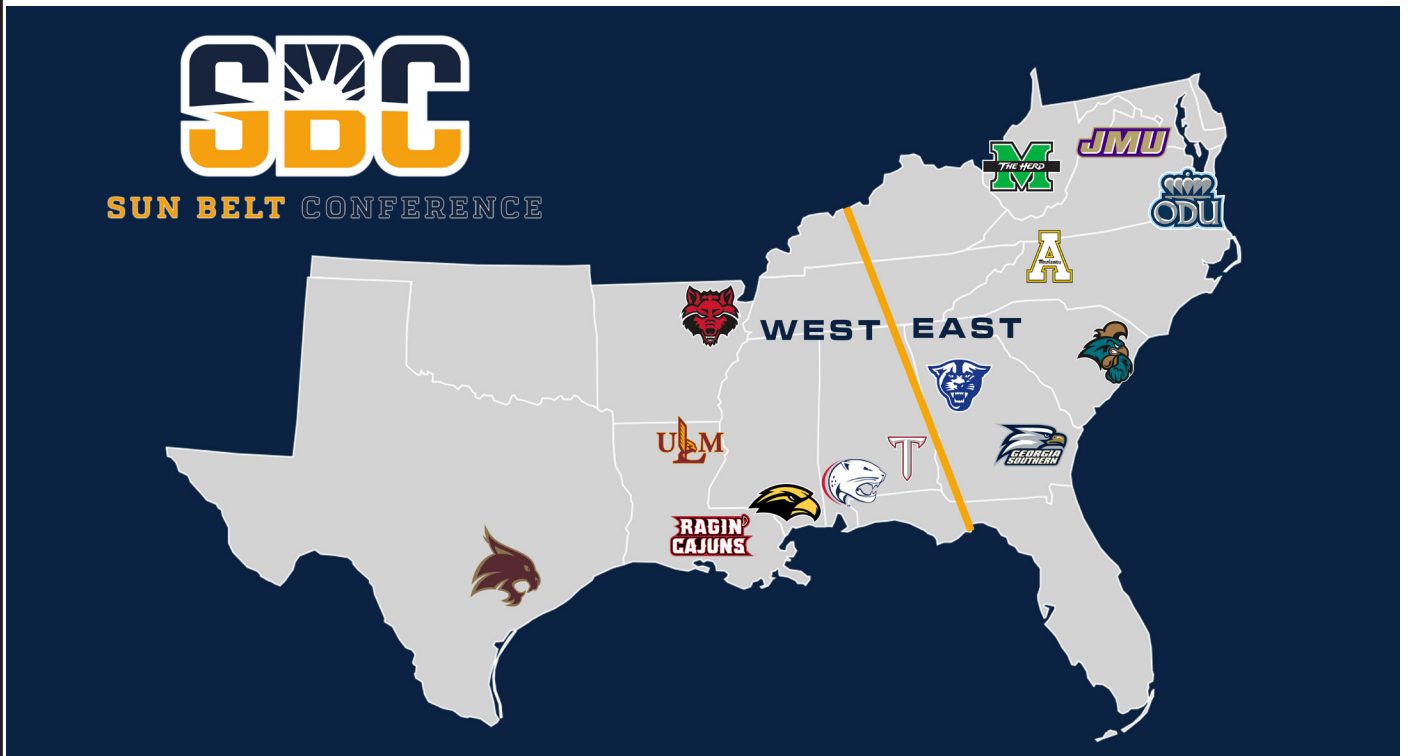 SBC
SUN BELT CONFERENCE
THE HERD
M
JMU
ODU
A
WEST
EAST
ULM
T
GEORGIA
SOUTHERN
RAGIN'
CAJUNS